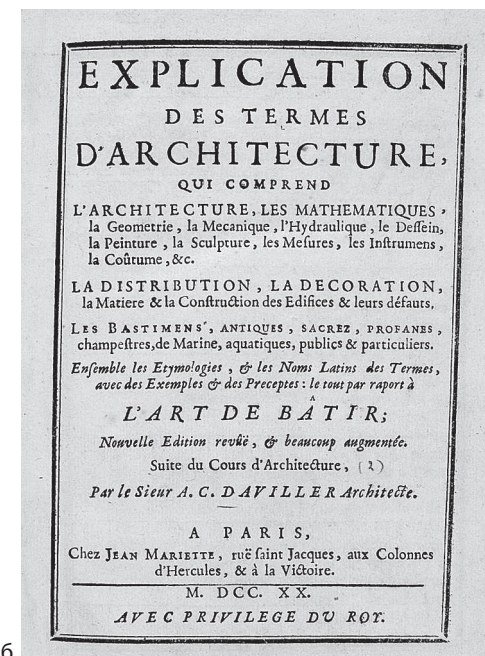 EXPLICATION
DES TERMES
D'ARCHITECTURE,
QUI COMPREND
L'ARCHITECTURE, LES MATHEMATIQUES,
la Geometrie, la Mecanique, l'Hydraulique, le Deſſein,
la Peinture, la Sculpture, les Meſures, les Inſtrumens,
la Coûtume, &c.
LA DISTRIBUTION, LA DECORATION,
la Matiere & la Conſtruction des Edifices & leurs défauts,
LES BASTIMENS, ANTIQUES, SACREZ, PROFANES,
champeſtres, de Marine, aquatiques, publics & particuliers.
Enſemble les Etymologies, & les Noms Latins des Termes,
avec des Exemples & des Preceptes: le tout par raport à
L'ART DE BÂTIR;
Nouvelle Edition revûë, & beaucoup augmentée.
Suite du Cours d'Architecture, (2)
Par le Sieur A. C. DAVILLER Architecte.
A PARIS,
Chez JEAN MARIETTE, ruë ſaint Jacques, aux Colonnes
d'Hercules, & à la Victoire.
M. DCC. XX.
AVEC PRIVILEGE DU ROY.
6